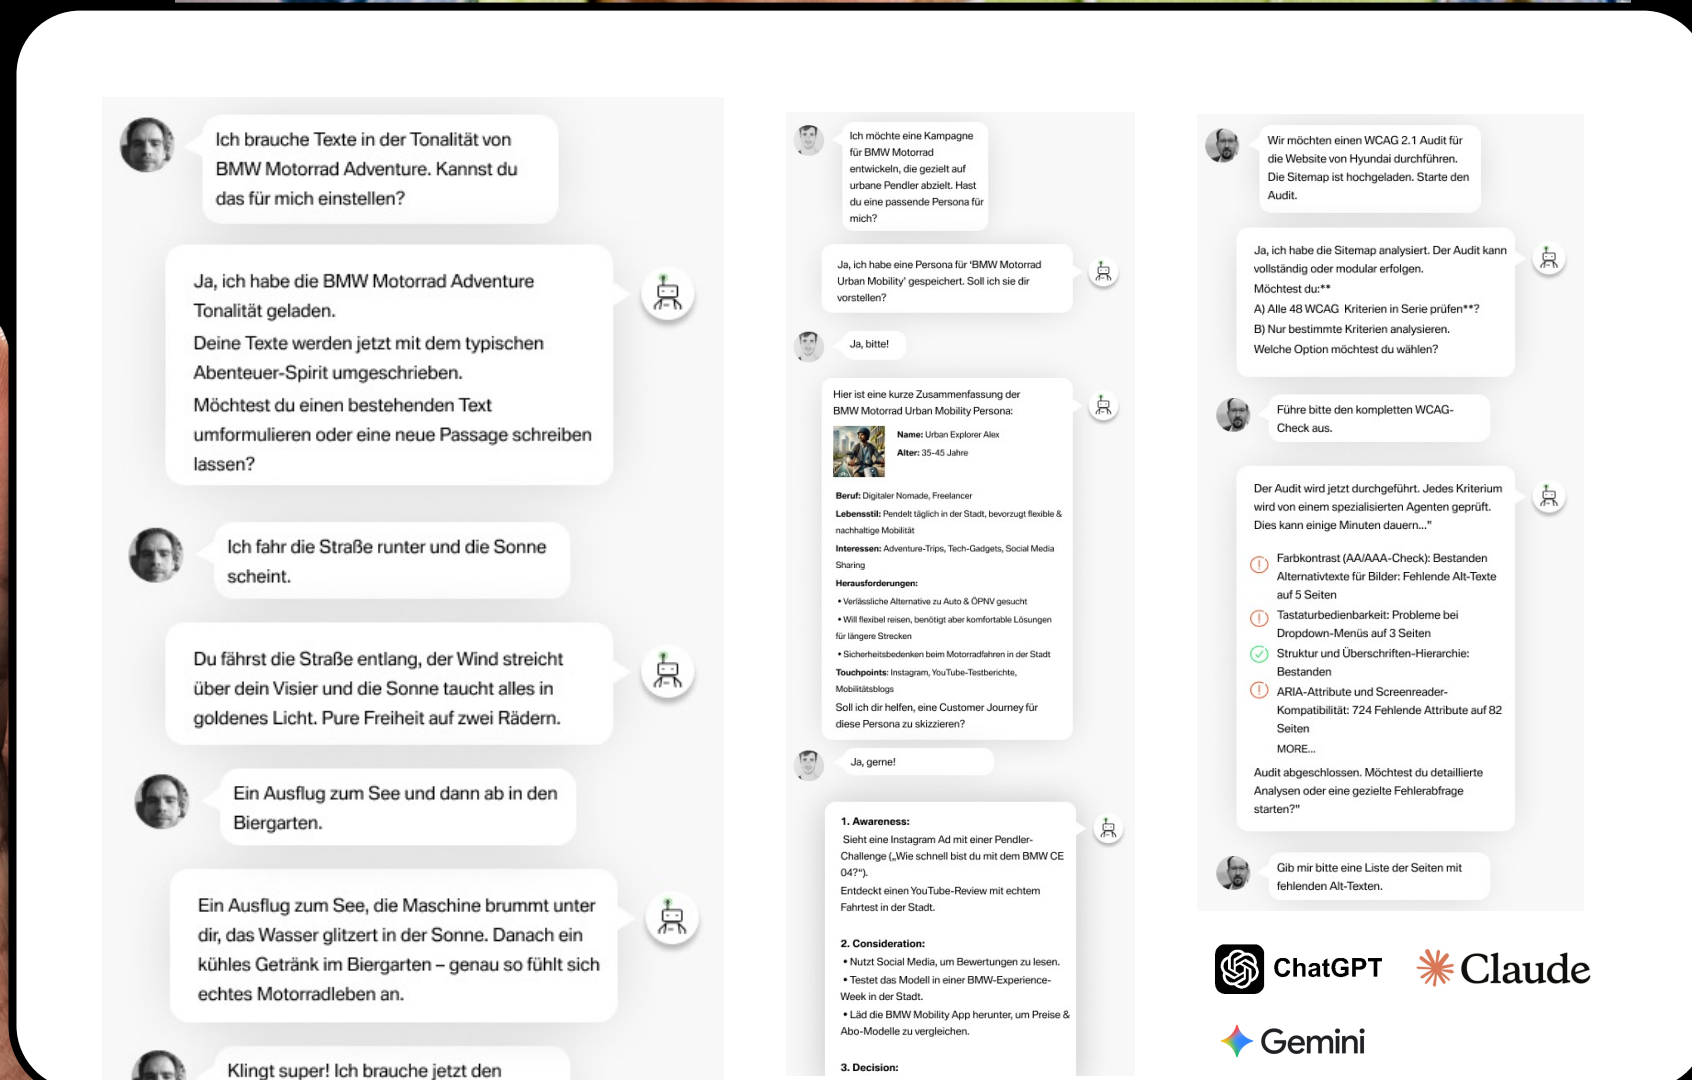 Ich brauche Texte in der Tonalität von
BMW Motorrad Adventure. Kannst du
das für mich einstellen?
Ja, ich habe die BMW Motorrad Adventure
Tonalität geladen.
Deine Texte werden jetzt mit dem typischen
Abenteuer-Spirit umgeschrieben.
Möchtest du einen bestehenden Text
umformulieren oder eine neue Passage schreiben
lassen?
Ich fahr die Straße runter und die Sonne
scheint.
Du fährst die Straße entlang, der Wind streicht
über dein Visier und die Sonne taucht alles in
goldenes Licht. Pure Freiheit auf zwei Rädern.
Ein Ausflug zum See und dann ab in den
Biergarten.
Ein Ausflug zum See, die Maschine brummt unter
dir, das Wasser glitzert in der Sonne. Danach ein
kühles Getränk im Biergarten – genau so fühlt sich
echtes Motorradleben an.
Klingt super! Ich brauche jetzt den
Ich möchte eine Kampagne
für BMW Motorrad
entwickeln, die gezielt auf
urbane Pendler abzielt. Hast
du eine passende Persona für
mich?
Ja, ich habe eine Persona für ‘BMW Motorrad
Urban Mobility’ gespeichert. Soll ich sie dir
vorstellen?
Ja, bitte!
Hier ist eine kurze Zusammenfassung der
BMW Motorrad Urban Mobility Persona:
Name: Urban Explorer Alex
Alter: 35-45 Jahre
Beruf: Digitaler Nomade, Freelancer
Lebensstil: Pendelt täglich in der Stadt, bevorzugt flexible &
nachhaltige Mobilität
Interessen: Adventure-Trips, Tech-Gadgets, Social Media
Sharing
Herausforderungen:
• Verlässliche Alternative zu Auto & ÖPNV gesucht
• Will flexibel reisen, benötigt aber komfortable Lösungen
für längere Strecken
• Sicherheitsbedenken beim Motorradfahren in der Stadt
Touchpoints: Instagram, YouTube-Testberichte,
Mobilitätsblogs
Soll ich dir helfen, eine Customer Journey für
diese Persona zu skizzieren?
Ja, gerne!
1. Awareness:
Sieht eine Instagram Ad mit einer Pendler-
Challenge („Wie schnell bist du mit dem BMW CE
04?“).
Entdeckt einen YouTube-Review mit echtem
Fahrtest in der Stadt.
2. Consideration:
• Nutzt Social Media, um Bewertungen zu lesen.
• Testet das Modell in einer BMW-Experience-
Week in der Stadt.
• Läd die BMW Mobility App herunter, um Preise &
Abo-Modelle zu vergleichen.
3. Decision:
Wir möchten einen WCAG 2.1 Audit für
die Website von Hyundai durchführen.
Die Sitemap ist hochgeladen. Starte den
Audit.
Ja, ich habe die Sitemap analysiert. Der Audit kann
vollständig oder modular erfolgen.
Möchtest du:**
A) Alle 48 WCAG  Kriterien in Serie prüfen**?
B) Nur bestimmte Kriterien analysieren.
Welche Option möchtest du wählen?
Führe bitte den kompletten WCAG-
Check aus.
Der Audit wird jetzt durchgeführt. Jedes Kriterium
wird von einem spezialisierten Agenten geprüft.
Dies kann einige Minuten dauern..."
Farbkontrast (AA/AAA-Check): Bestanden
Alternativtexte für Bilder: Fehlende Alt-Texte
auf 5 Seiten
Tastaturbedienbarkeit: Probleme bei
Dropdown-Menüs auf 3 Seiten
Struktur und Überschriften-Hierarchie:
Bestanden
ARIA-Attribute und Screenreader-
Kompatibilität: 724 Fehlende Attribute auf 82
Seiten
MORE...
Audit abgeschlossen. Möchtest du detaillierte
Analysen oder eine gezielte Fehlerabfrage
starten?"
Gib mir bitte eine Liste der Seiten mit
fehlenden Alt-Texten.
ChatGPT
Claude
Gemini